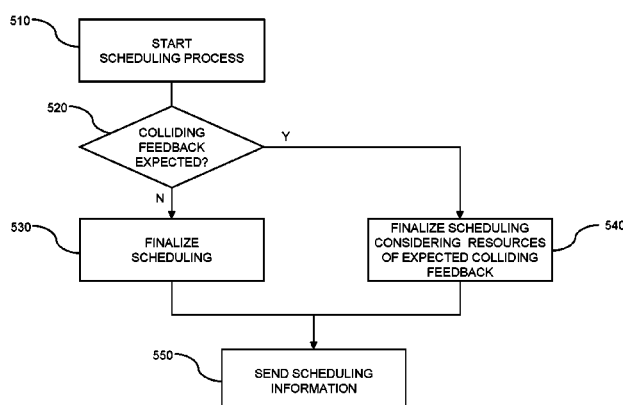 510
START
SCHEDULING PROCESS
520
COLLIDING
FEEDBACK
EXPECTED?
Y
N
530
FINALIZE
SCHEDULING
FINALIZE SCHEDULING
CONSIDERING RESOURCES
OF EXPECTED COLLIDING
FEEDBACK
540
550
SEND SCHEDULING
INFORMATION